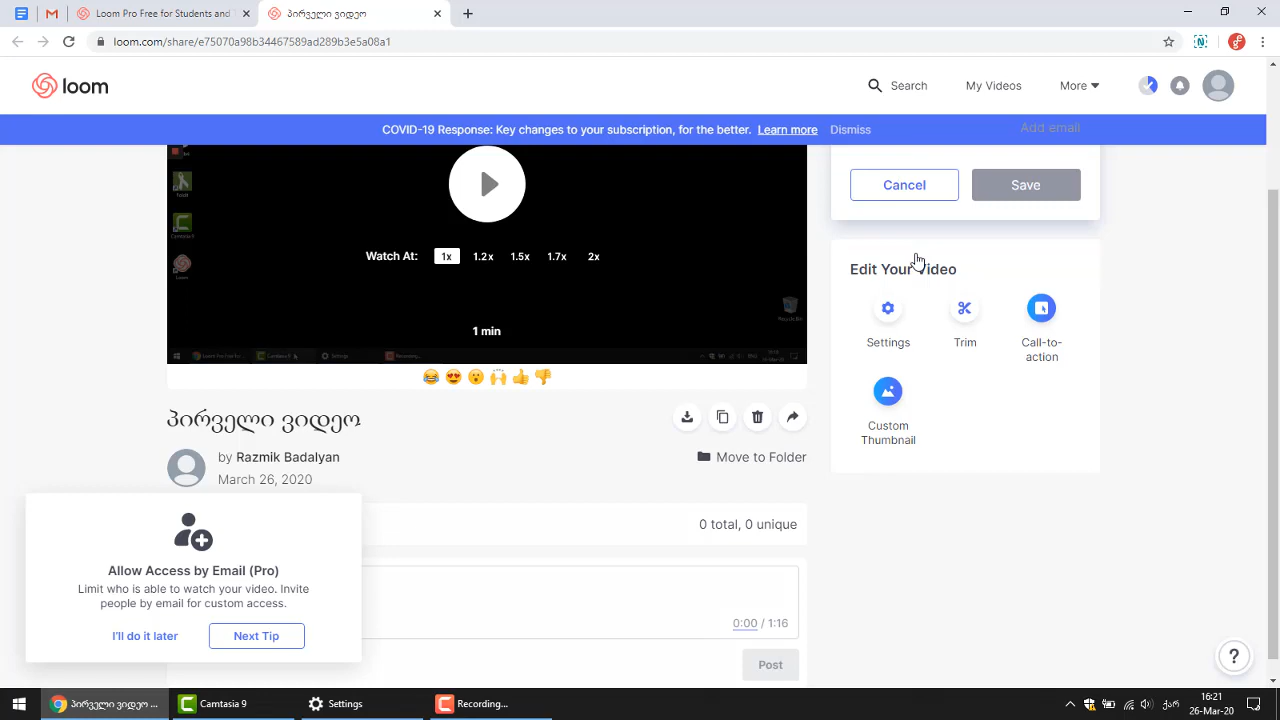 Loom Pro Free for Students and
პირველი ვიდეო
loom.com/share/e75070a98b34467589ad289b3e5a08a1
loom
Search
My Videos
More
COVID-19 Response: Key changes to your subscription, for the better. Learn more Dismiss
Add email
Cancel
Save
Watch At: 1x 1.2x 1.5x 1.7x 2x
1 min
Edit Your Video
Settings
Trim
Call-to-
action
Custom
Thumbnail
პირველი ვიდეო
by Razmik Badalyan
March 26, 2020
Move to Folder
0 total, 0 unique
Allow Access by Email (Pro)
Limit who is able to watch your video. Invite
people by email for custom access.
I'll do it later
Next Tip
0:00 / 1:16
Post
?
პირველი ვიდეო ...
Camtasia 9
Settings
Recording...
ქარ
16:21
26-Mar-20